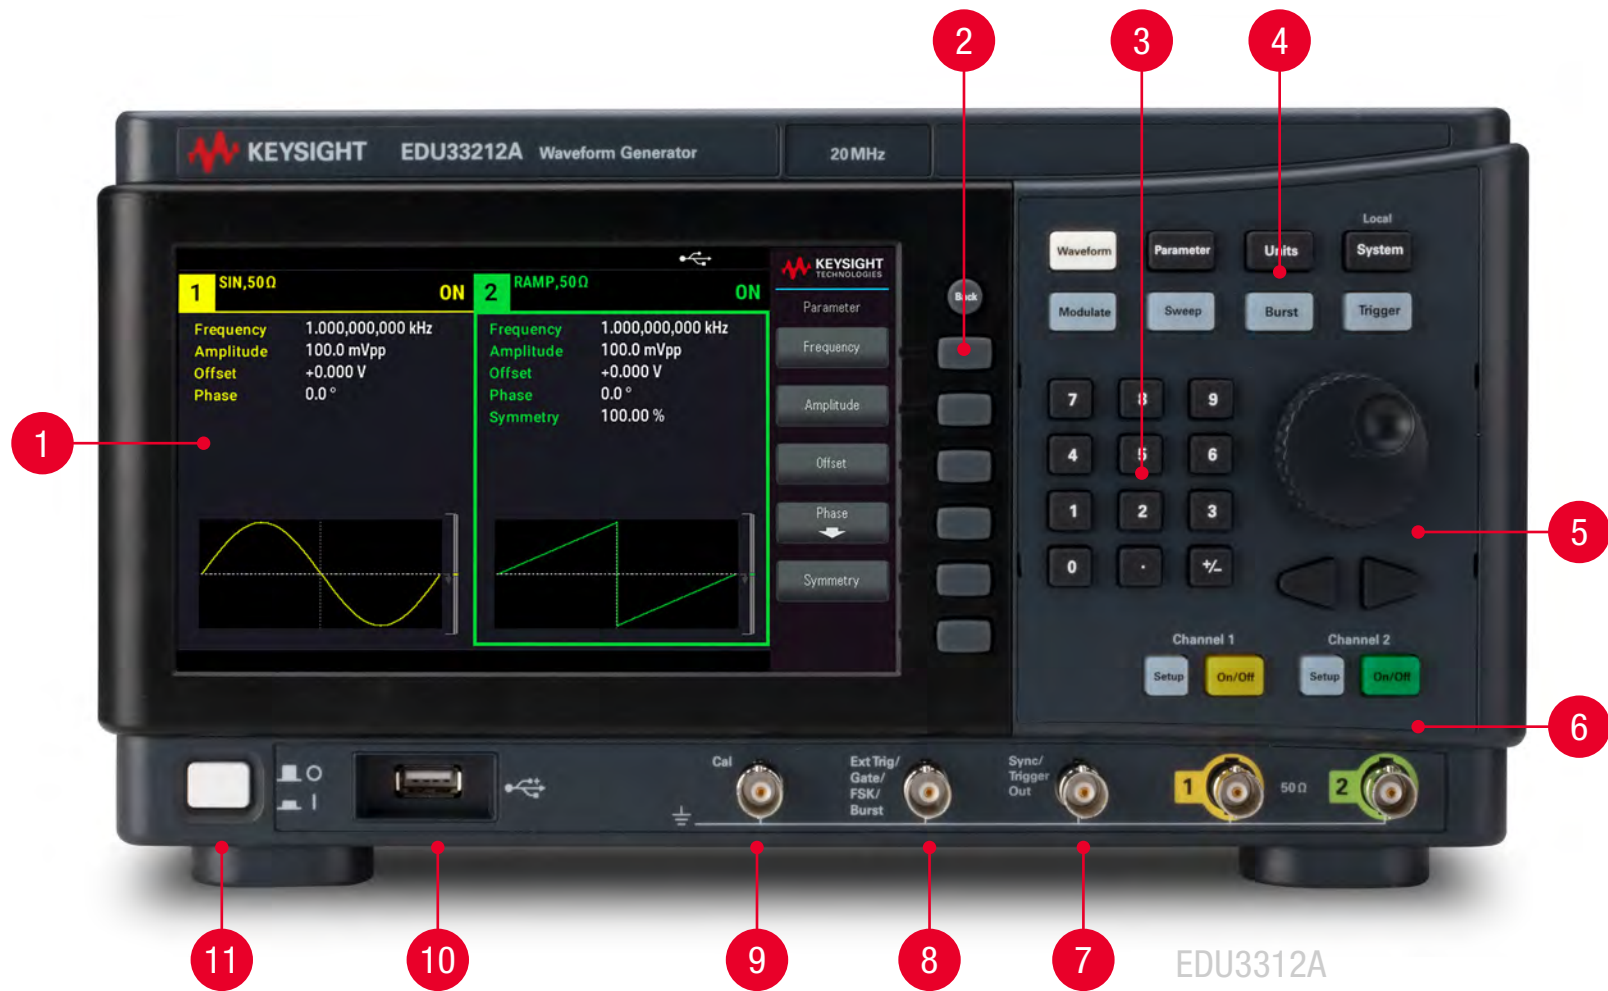 2
3
4
KEYSIGHT EDU33212A Waveform Generator 20 MHz
1 SIN,50Ω ON
Frequency 1.000,000,000 kHz
Amplitude 100.0 mVpp
Offset +0.000 V
Phase 0.0 °
2 RAMP,50Ω ON
Frequency 1.000,000,000 kHz
Amplitude 100.0 mVpp
Offset +0.000 V
Phase 0.0 °
Symmetry 100.00 %
KEYSIGHT
TECHNOLOGIES
Parameter
Frequency
Amplitude
Offset
Phase
Symmetry
Back
Local
Waveform Parameter Units System
Modulate Sweep Burst Trigger
7 8 9
4 5 6
1 2 3
0 . +/−
1
5
Channel 1
Setup On/Off
Channel 2
Setup On/Off
6
Cal
Ext Trig/
Gate/
FSK/
Burst
Sync/
Trigger
Out
1 50 Ω 2
11
10
9
8
7
EDU3312A